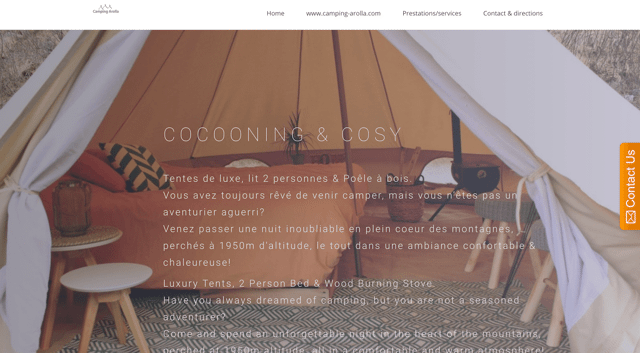 Camping Arolla
Home
www.camping-arolla.com
Prestations/services
Contact & directions
COCOONING & COSY
Tentes de luxe, lit 2 personnes & Poêle à bois.
Vous avez toujours rêvé de venir camper, mais vous n'êtes pas un
aventurier aguerri?
Venez passer une nuit inoubliable en plein coeur des montagnes,
perchés à 1950m d'altitude, le tout dans une ambiance confortable &
chaleureuse!
Luxury Tents, 2 Person Bed & Wood Burning Stove.
Have you always dreamed of camping, but you are not a seasoned
adventurer?
Come and spend an unforgettable night in the heart of the mountains,
perched at 1950m altitude, all in a comfortable and warm atmosphere!
Contact Us